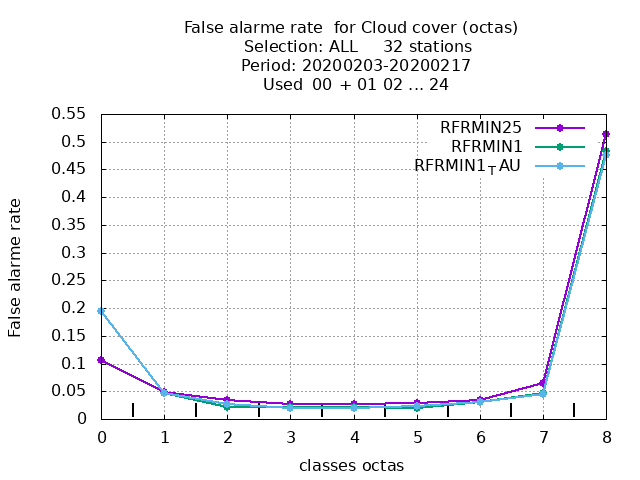 False alarme rate  for Cloud cover (octas)
Selection: ALL     32 stations
Period: 20200203-20200217
Used  00  + 01 02 ... 24
0.55
0.5
0.45
0.4
0.35
0.3
0.25
0.2
0.15
0.1
0.05
0
False alarme rate
RFRMIN25
RFRMIN1
RFRMIN1TAU
0 1 2 3 4 5 6 7 8
classes octas